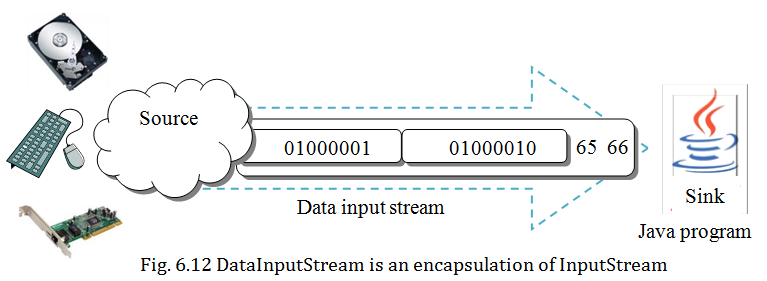 Source
01000001 01000010 65 66
Sink
Data input stream
Java program
Fig. 6.12 DataInputStream is an encapsulation of InputStream